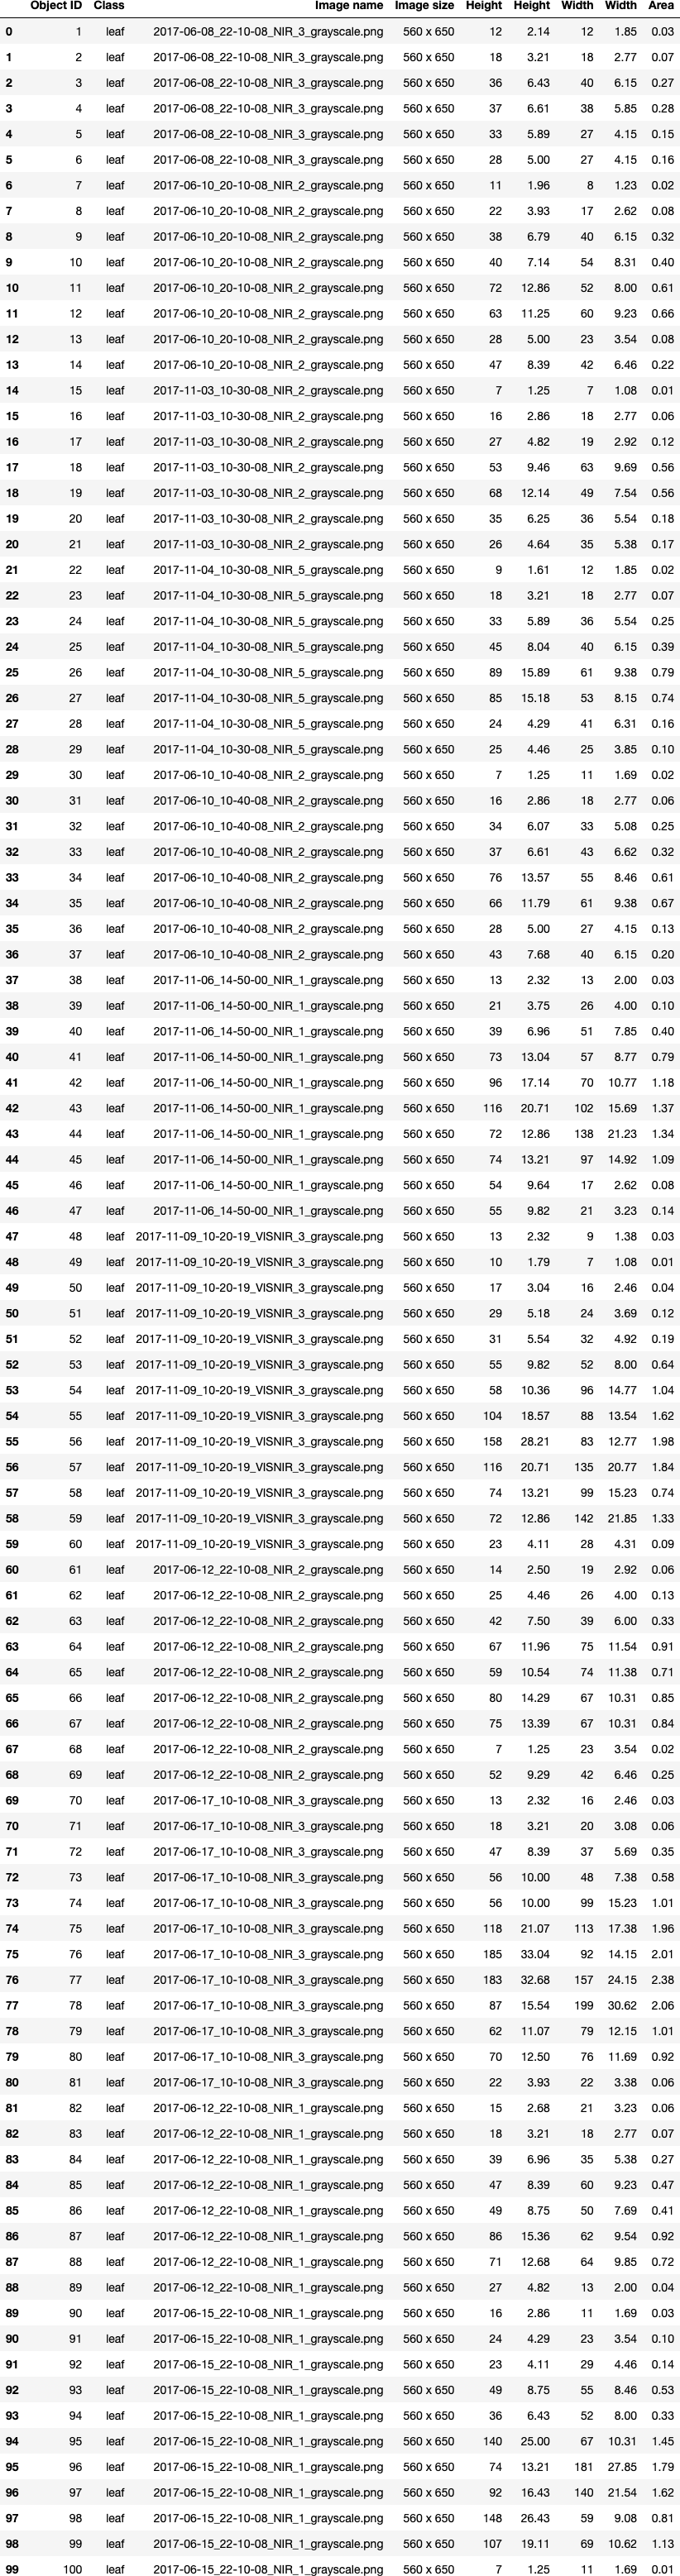 Object ID Class Image name Image size Height Height Width Width Area
0 1 leaf 2017-06-08_22-10-08_NIR_3_grayscale.png 560 x 650 12 2.14 12 1.85 0.03
1 2 leaf 2017-06-08_22-10-08_NIR_3_grayscale.png 560 x 650 18 3.21 18 2.77 0.07
2 3 leaf 2017-06-08_22-10-08_NIR_3_grayscale.png 560 x 650 36 6.43 40 6.15 0.27
3 4 leaf 2017-06-08_22-10-08_NIR_3_grayscale.png 560 x 650 37 6.61 38 5.85 0.28
4 5 leaf 2017-06-08_22-10-08_NIR_3_grayscale.png 560 x 650 33 5.89 27 4.15 0.15
5 6 leaf 2017-06-08_22-10-08_NIR_3_grayscale.png 560 x 650 28 5.00 27 4.15 0.16
6 7 leaf 2017-06-10_20-10-08_NIR_2_grayscale.png 560 x 650 11 1.96 8 1.23 0.02
7 8 leaf 2017-06-10_20-10-08_NIR_2_grayscale.png 560 x 650 22 3.93 17 2.62 0.08
8 9 leaf 2017-06-10_20-10-08_NIR_2_grayscale.png 560 x 650 38 6.79 40 6.15 0.32
9 10 leaf 2017-06-10_20-10-08_NIR_2_grayscale.png 560 x 650 40 7.14 54 8.31 0.40
10 11 leaf 2017-06-10_20-10-08_NIR_2_grayscale.png 560 x 650 72 12.86 52 8.00 0.61
11 12 leaf 2017-06-10_20-10-08_NIR_2_grayscale.png 560 x 650 63 11.25 60 9.23 0.66
12 13 leaf 2017-06-10_20-10-08_NIR_2_grayscale.png 560 x 650 28 5.00 23 3.54 0.08
13 14 leaf 2017-06-10_20-10-08_NIR_2_grayscale.png 560 x 650 47 8.39 42 6.46 0.22
14 15 leaf 2017-11-03_10-30-08_NIR_2_grayscale.png 560 x 650 7 1.25 7 1.08 0.01
15 16 leaf 2017-11-03_10-30-08_NIR_2_grayscale.png 560 x 650 16 2.86 18 2.77 0.06
16 17 leaf 2017-11-03_10-30-08_NIR_2_grayscale.png 560 x 650 27 4.82 19 2.92 0.12
17 18 leaf 2017-11-03_10-30-08_NIR_2_grayscale.png 560 x 650 53 9.46 63 9.69 0.56
18 19 leaf 2017-11-03_10-30-08_NIR_2_grayscale.png 560 x 650 68 12.14 49 7.54 0.56
19 20 leaf 2017-11-03_10-30-08_NIR_2_grayscale.png 560 x 650 35 6.25 36 5.54 0.18
20 21 leaf 2017-11-03_10-30-08_NIR_2_grayscale.png 560 x 650 26 4.64 35 5.38 0.17
21 22 leaf 2017-11-04_10-30-08_NIR_5_grayscale.png 560 x 650 9 1.61 12 1.85 0.02
22 23 leaf 2017-11-04_10-30-08_NIR_5_grayscale.png 560 x 650 18 3.21 18 2.77 0.07
23 24 leaf 2017-11-04_10-30-08_NIR_5_grayscale.png 560 x 650 33 5.89 36 5.54 0.25
24 25 leaf 2017-11-04_10-30-08_NIR_5_grayscale.png 560 x 650 45 8.04 40 6.15 0.39
25 26 leaf 2017-11-04_10-30-08_NIR_5_grayscale.png 560 x 650 89 15.89 61 9.38 0.79
26 27 leaf 2017-11-04_10-30-08_NIR_5_grayscale.png 560 x 650 85 15.18 53 8.15 0.74
27 28 leaf 2017-11-04_10-30-08_NIR_5_grayscale.png 560 x 650 24 4.29 41 6.31 0.16
28 29 leaf 2017-11-04_10-30-08_NIR_5_grayscale.png 560 x 650 25 4.46 25 3.85 0.10
29 30 leaf 2017-06-10_10-40-08_NIR_2_grayscale.png 560 x 650 7 1.25 11 1.69 0.02
30 31 leaf 2017-06-10_10-40-08_NIR_2_grayscale.png 560 x 650 16 2.86 18 2.77 0.06
31 32 leaf 2017-06-10_10-40-08_NIR_2_grayscale.png 560 x 650 34 6.07 33 5.08 0.25
32 33 leaf 2017-06-10_10-40-08_NIR_2_grayscale.png 560 x 650 37 6.61 43 6.62 0.32
33 34 leaf 2017-06-10_10-40-08_NIR_2_grayscale.png 560 x 650 76 13.57 55 8.46 0.61
34 35 leaf 2017-06-10_10-40-08_NIR_2_grayscale.png 560 x 650 66 11.79 61 9.38 0.67
35 36 leaf 2017-06-10_10-40-08_NIR_2_grayscale.png 560 x 650 28 5.00 27 4.15 0.13
36 37 leaf 2017-06-10_10-40-08_NIR_2_grayscale.png 560 x 650 43 7.68 40 6.15 0.20
37 38 leaf 2017-11-06_14-50-00_NIR_1_grayscale.png 560 x 650 13 2.32 13 2.00 0.03
38 39 leaf 2017-11-06_14-50-00_NIR_1_grayscale.png 560 x 650 21 3.75 26 4.00 0.10
39 40 leaf 2017-11-06_14-50-00_NIR_1_grayscale.png 560 x 650 39 6.96 51 7.85 0.40
40 41 leaf 2017-11-06_14-50-00_NIR_1_grayscale.png 560 x 650 73 13.04 57 8.77 0.79
41 42 leaf 2017-11-06_14-50-00_NIR_1_grayscale.png 560 x 650 96 17.14 70 10.77 1.18
42 43 leaf 2017-11-06_14-50-00_NIR_1_grayscale.png 560 x 650 116 20.71 102 15.69 1.37
43 44 leaf 2017-11-06_14-50-00_NIR_1_grayscale.png 560 x 650 72 12.86 138 21.23 1.34
44 45 leaf 2017-11-06_14-50-00_NIR_1_grayscale.png 560 x 650 74 13.21 97 14.92 1.09
45 46 leaf 2017-11-06_14-50-00_NIR_1_grayscale.png 560 x 650 54 9.64 17 2.62 0.08
46 47 leaf 2017-11-06_14-50-00_NIR_1_grayscale.png 560 x 650 55 9.82 21 3.23 0.14
47 48 leaf 2017-11-09_10-20-19_VISNIR_3_grayscale.png 560 x 650 13 2.32 9 1.38 0.03
48 49 leaf 2017-11-09_10-20-19_VISNIR_3_grayscale.png 560 x 650 10 1.79 7 1.08 0.01
49 50 leaf 2017-11-09_10-20-19_VISNIR_3_grayscale.png 560 x 650 17 3.04 16 2.46 0.04
50 51 leaf 2017-11-09_10-20-19_VISNIR_3_grayscale.png 560 x 650 29 5.18 24 3.69 0.12
51 52 leaf 2017-11-09_10-20-19_VISNIR_3_grayscale.png 560 x 650 31 5.54 32 4.92 0.19
52 53 leaf 2017-11-09_10-20-19_VISNIR_3_grayscale.png 560 x 650 55 9.82 52 8.00 0.64
53 54 leaf 2017-11-09_10-20-19_VISNIR_3_grayscale.png 560 x 650 58 10.36 96 14.77 1.04
54 55 leaf 2017-11-09_10-20-19_VISNIR_3_grayscale.png 560 x 650 104 18.57 88 13.54 1.62
55 56 leaf 2017-11-09_10-20-19_VISNIR_3_grayscale.png 560 x 650 158 28.21 83 12.77 1.98
56 57 leaf 2017-11-09_10-20-19_VISNIR_3_grayscale.png 560 x 650 116 20.71 135 20.77 1.84
57 58 leaf 2017-11-09_10-20-19_VISNIR_3_grayscale.png 560 x 650 74 13.21 99 15.23 0.74
58 59 leaf 2017-11-09_10-20-19_VISNIR_3_grayscale.png 560 x 650 72 12.86 142 21.85 1.33
59 60 leaf 2017-11-09_10-20-19_VISNIR_3_grayscale.png 560 x 650 23 4.11 28 4.31 0.09
60 61 leaf 2017-06-12_22-10-08_NIR_2_grayscale.png 560 x 650 14 2.50 19 2.92 0.06
61 62 leaf 2017-06-12_22-10-08_NIR_2_grayscale.png 560 x 650 25 4.46 26 4.00 0.13
62 63 leaf 2017-06-12_22-10-08_NIR_2_grayscale.png 560 x 650 42 7.50 39 6.00 0.33
63 64 leaf 2017-06-12_22-10-08_NIR_2_grayscale.png 560 x 650 67 11.96 75 11.54 0.91
64 65 leaf 2017-06-12_22-10-08_NIR_2_grayscale.png 560 x 650 59 10.54 74 11.38 0.71
65 66 leaf 2017-06-12_22-10-08_NIR_2_grayscale.png 560 x 650 80 14.29 67 10.31 0.85
66 67 leaf 2017-06-12_22-10-08_NIR_2_grayscale.png 560 x 650 75 13.39 67 10.31 0.84
67 68 leaf 2017-06-12_22-10-08_NIR_2_grayscale.png 560 x 650 7 1.25 23 3.54 0.02
68 69 leaf 2017-06-12_22-10-08_NIR_2_grayscale.png 560 x 650 52 9.29 42 6.46 0.25
69 70 leaf 2017-06-17_10-10-08_NIR_3_grayscale.png 560 x 650 13 2.32 16 2.46 0.03
70 71 leaf 2017-06-17_10-10-08_NIR_3_grayscale.png 560 x 650 18 3.21 20 3.08 0.06
71 72 leaf 2017-06-17_10-10-08_NIR_3_grayscale.png 560 x 650 47 8.39 37 5.69 0.35
72 73 leaf 2017-06-17_10-10-08_NIR_3_grayscale.png 560 x 650 56 10.00 48 7.38 0.58
73 74 leaf 2017-06-17_10-10-08_NIR_3_grayscale.png 560 x 650 56 10.00 99 15.23 1.01
74 75 leaf 2017-06-17_10-10-08_NIR_3_grayscale.png 560 x 650 118 21.07 113 17.38 1.96
75 76 leaf 2017-06-17_10-10-08_NIR_3_grayscale.png 560 x 650 185 33.04 92 14.15 2.01
76 77 leaf 2017-06-17_10-10-08_NIR_3_grayscale.png 560 x 650 183 32.68 157 24.15 2.38
77 78 leaf 2017-06-17_10-10-08_NIR_3_grayscale.png 560 x 650 87 15.54 199 30.62 2.06
78 79 leaf 2017-06-17_10-10-08_NIR_3_grayscale.png 560 x 650 62 11.07 79 12.15 1.01
79 80 leaf 2017-06-17_10-10-08_NIR_3_grayscale.png 560 x 650 70 12.50 76 11.69 0.92
80 81 leaf 2017-06-17_10-10-08_NIR_3_grayscale.png 560 x 650 22 3.93 22 3.38 0.06
81 82 leaf 2017-06-12_22-10-08_NIR_1_grayscale.png 560 x 650 15 2.68 21 3.23 0.06
82 83 leaf 2017-06-12_22-10-08_NIR_1_grayscale.png 560 x 650 18 3.21 18 2.77 0.07
83 84 leaf 2017-06-12_22-10-08_NIR_1_grayscale.png 560 x 650 39 6.96 35 5.38 0.27
84 85 leaf 2017-06-12_22-10-08_NIR_1_grayscale.png 560 x 650 47 8.39 60 9.23 0.47
85 86 leaf 2017-06-12_22-10-08_NIR_1_grayscale.png 560 x 650 49 8.75 50 7.69 0.41
86 87 leaf 2017-06-12_22-10-08_NIR_1_grayscale.png 560 x 650 86 15.36 62 9.54 0.92
87 88 leaf 2017-06-12_22-10-08_NIR_1_grayscale.png 560 x 650 71 12.68 64 9.85 0.72
88 89 leaf 2017-06-12_22-10-08_NIR_1_grayscale.png 560 x 650 27 4.82 13 2.00 0.04
89 90 leaf 2017-06-15_22-10-08_NIR_1_grayscale.png 560 x 650 16 2.86 11 1.69 0.03
90 91 leaf 2017-06-15_22-10-08_NIR_1_grayscale.png 560 x 650 24 4.29 23 3.54 0.10
91 92 leaf 2017-06-15_22-10-08_NIR_1_grayscale.png 560 x 650 23 4.11 29 4.46 0.14
92 93 leaf 2017-06-15_22-10-08_NIR_1_grayscale.png 560 x 650 49 8.75 55 8.46 0.53
93 94 leaf 2017-06-15_22-10-08_NIR_1_grayscale.png 560 x 650 36 6.43 52 8.00 0.33
94 95 leaf 2017-06-15_22-10-08_NIR_1_grayscale.png 560 x 650 140 25.00 67 10.31 1.45
95 96 leaf 2017-06-15_22-10-08_NIR_1_grayscale.png 560 x 650 74 13.21 181 27.85 1.79
96 97 leaf 2017-06-15_22-10-08_NIR_1_grayscale.png 560 x 650 92 16.43 140 21.54 1.62
97 98 leaf 2017-06-15_22-10-08_NIR_1_grayscale.png 560 x 650 148 26.43 59 9.08 0.81
98 99 leaf 2017-06-15_22-10-08_NIR_1_grayscale.png 560 x 650 107 19.11 69 10.62 1.13
99 100 leaf 2017-06-15_22-10-08_NIR_1_grayscale.png 560 x 650 7 1.25 11 1.69 0.01